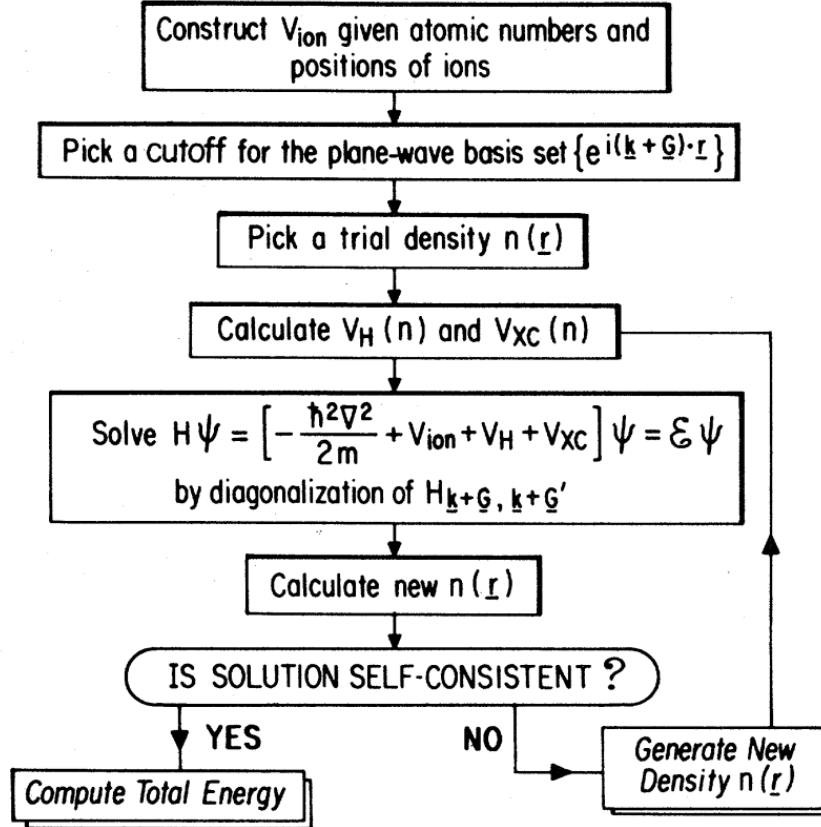 Construct V_ion given atomic numbers and
positions of ions
Pick a cutoff for the plane-wave basis set {e^{i(k̲ + G̲)·r̲}}
Pick a trial density n(r̲)
Calculate V_H(n) and V_XC(n)
Solve Hψ = [-ħ²∇²/2m + V_ion + V_H + V_XC] ψ = ℰψ
by diagonalization of H_{k̲+G̲, k̲+G̲'}
Calculate new n(r̲)
IS SOLUTION SELF-CONSISTENT ?
YES
NO
Generate New
Density n(r̲)
Compute Total Energy